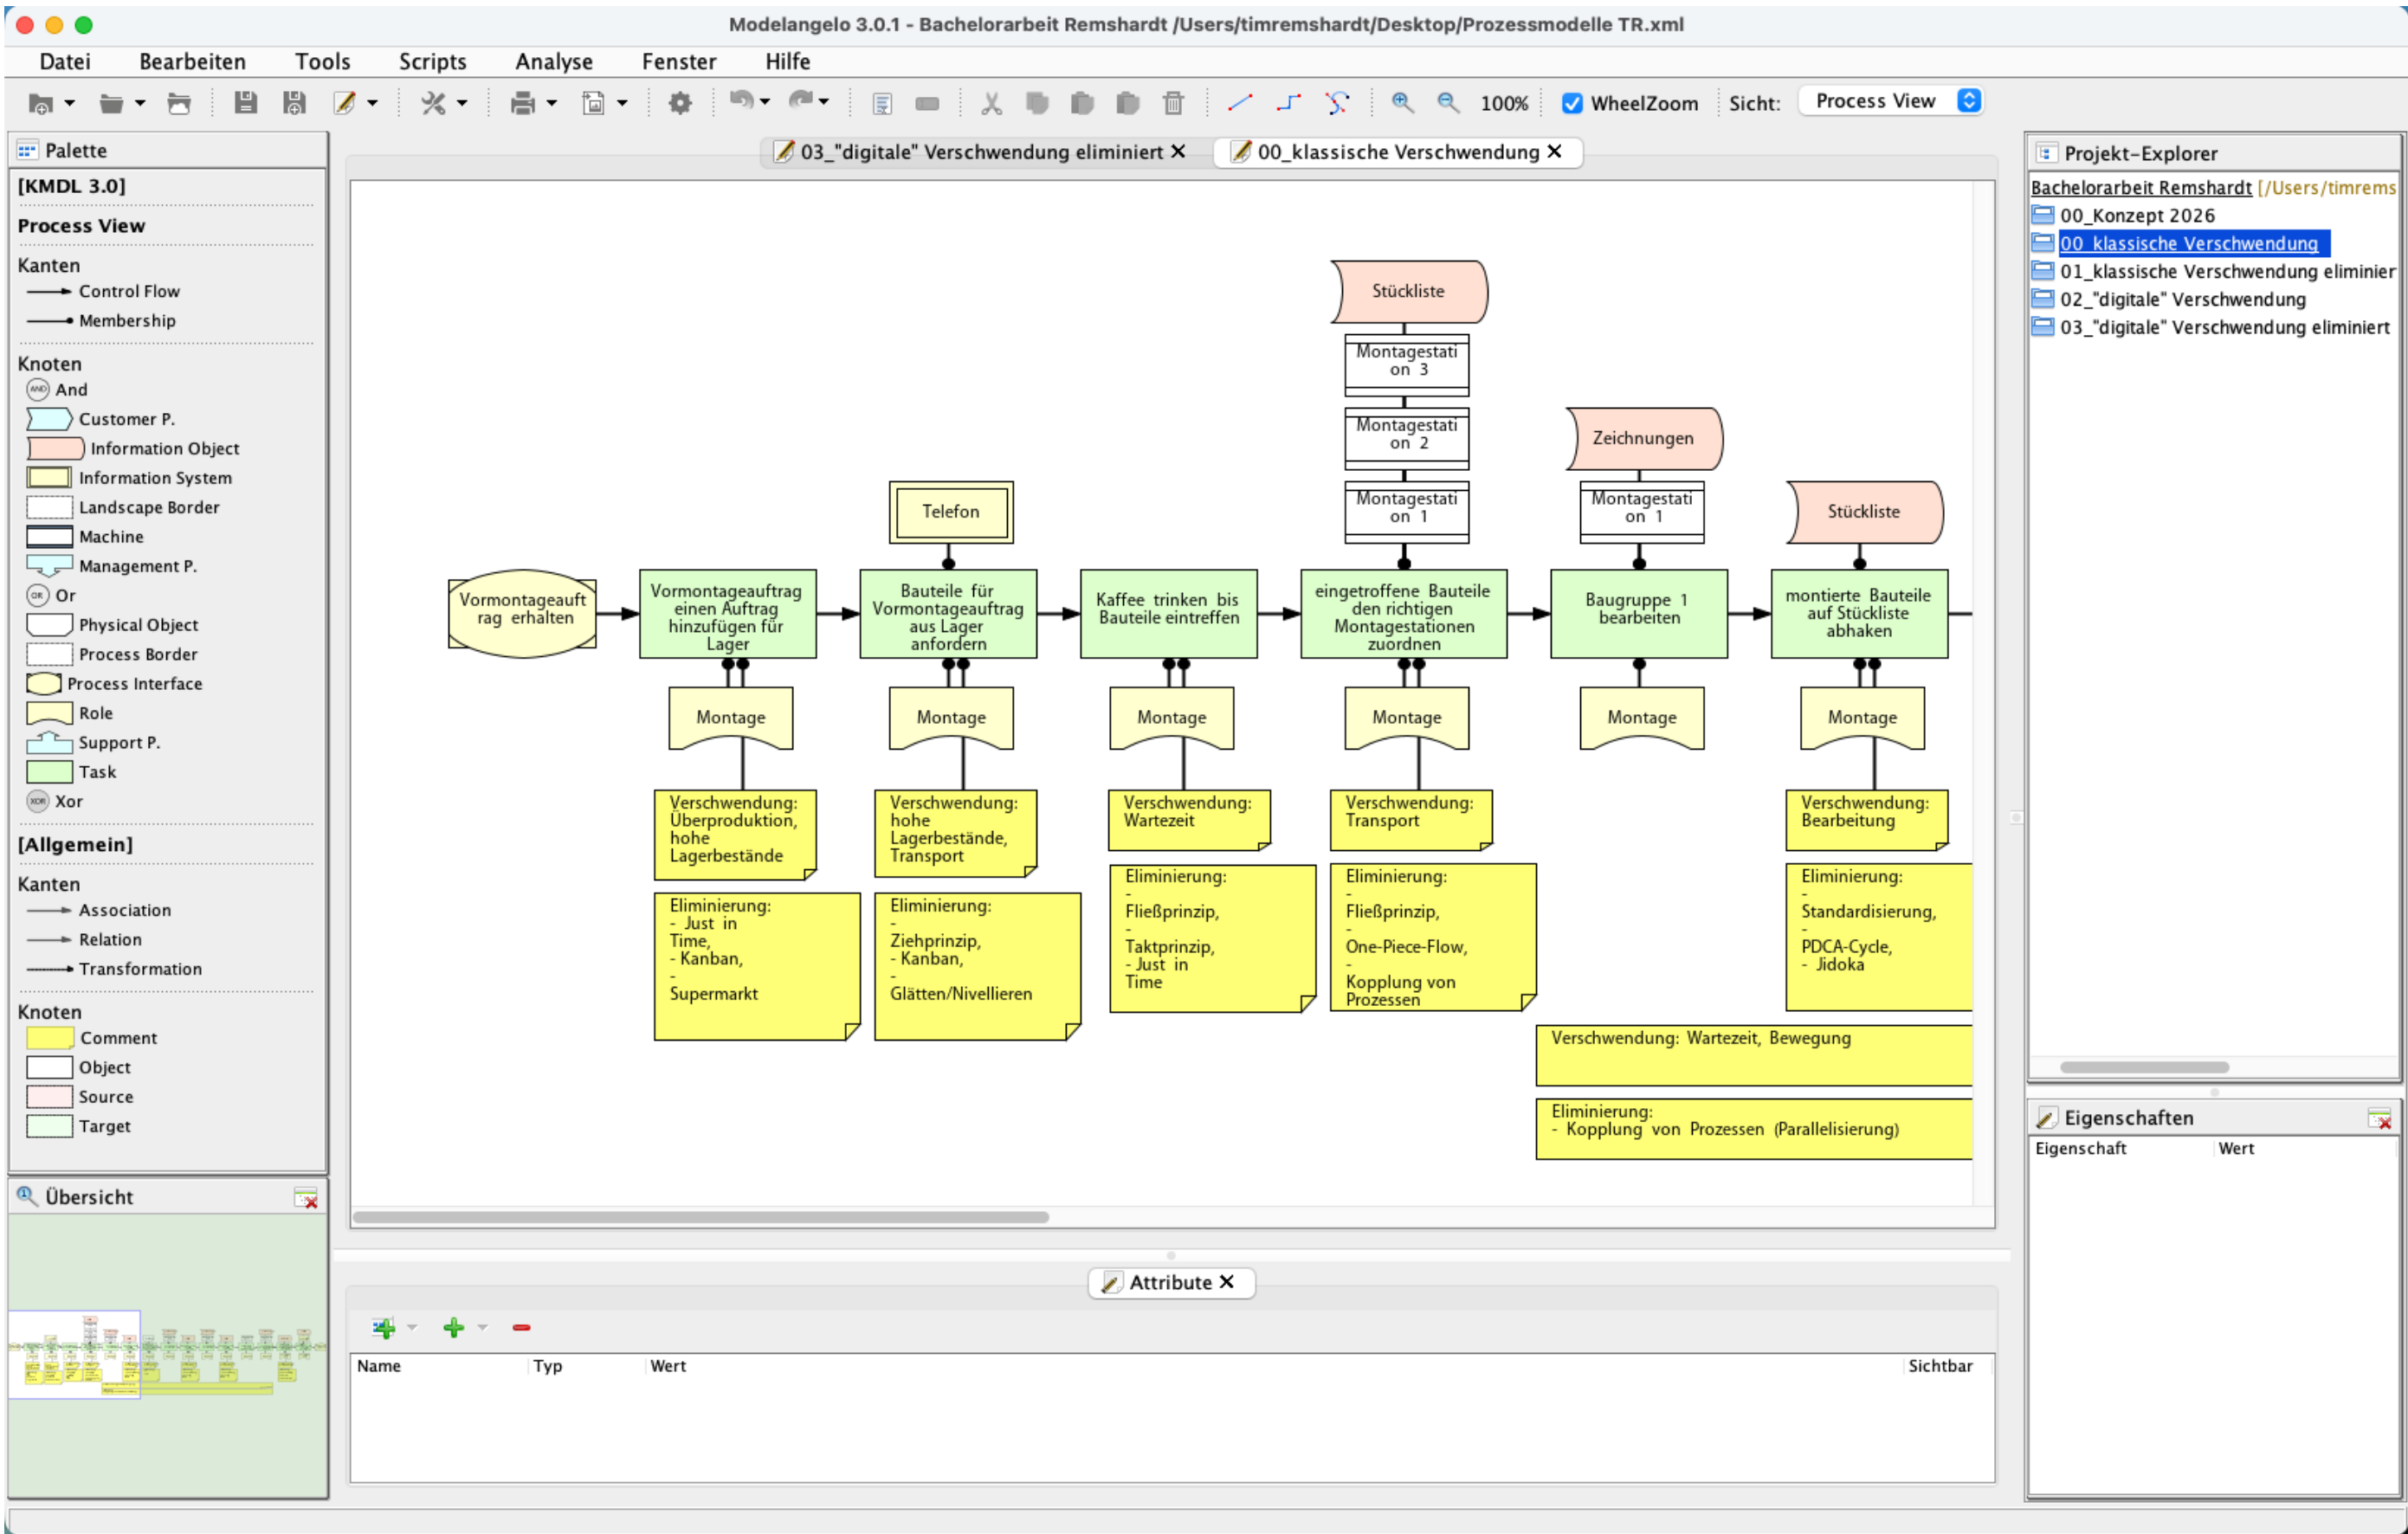 Modelangelo 3.0.1 - Bachelorarbeit Remshardt /Users/timremshardt/Desktop/Prozessmodelle TR.xml
Datei Bearbeiten Tools Scripts Analyse Fenster Hilfe
100% WheelZoom Sicht: Process View
Palette
[KMDL 3.0]
Process View
Kanten
Control Flow
Membership
Knoten
AND And
Customer P.
Information Object
Information System
Landscape Border
Machine
Management P.
OR Or
Physical Object
Process Border
Process Interface
Role
Support P.
Task
XOR Xor
[Allgemein]
Kanten
Association
Relation
Transformation
Knoten
Comment
Object
Source
Target
Übersicht
03_"digitale" Verschwendung eliminiert
00_klassische Verschwendung
Stückliste
Montagestati
on 3
Montagestati
on 2
Montagestati
on 1
Zeichnungen
Montagestati
on 1
Stückliste
Telefon
Vormontageauft
rag erhalten
Vormontageauftrag
einen Auftrag
hinzufügen für
Lager
Bauteile für
Vormontageauftrag
aus Lager
anfordern
Kaffee trinken bis
Bauteile eintreffen
eingetroffene Bauteile
den richtigen
Montagestationen
zuordnen
Baugruppe 1
bearbeiten
montierte Bauteile
auf Stückliste
abhaken
Montage
Montage
Montage
Montage
Montage
Montage
Verschwendung:
Überproduktion,
hohe
Lagerbestände
Verschwendung:
hohe
Lagerbestände,
Transport
Verschwendung:
Wartezeit
Verschwendung:
Transport
Verschwendung:
Bearbeitung
Eliminierung:
- Just in
Time,
- Kanban,
-
Supermarkt
Eliminierung:
-
Ziehprinzip,
- Kanban,
-
Glätten/Nivellieren
Eliminierung:
-
Fließprinzip,
-
Taktprinzip,
- Just in
Time
Eliminierung:
-
Fließprinzip,
-
One-Piece-Flow,
-
Kopplung von
Prozessen
Eliminierung:
-
Standardisierung,
-
PDCA-Cycle,
- Jidoka
Verschwendung: Wartezeit, Bewegung
Eliminierung:
- Kopplung von Prozessen (Parallelisierung)
Attribute
Name Typ Wert Sichtbar
Projekt-Explorer
Bachelorarbeit Remshardt [/Users/timrems
00_Konzept 2026
00_klassische Verschwendung
01_klassische Verschwendung eliminier
02_"digitale" Verschwendung
03_"digitale" Verschwendung eliminiert
Eigenschaften
Eigenschaft Wert